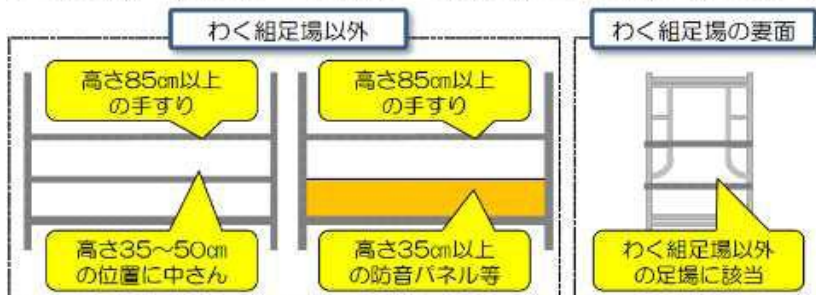 わく組足場以外
わく組足場の妻面
高さ85cm以上
の手すり
高さ85cm以上
の手すり
高さ35~50cm
の位置に中さん
高さ35cm以上
の防音パネル等
わく組足場以外
の足場に該当